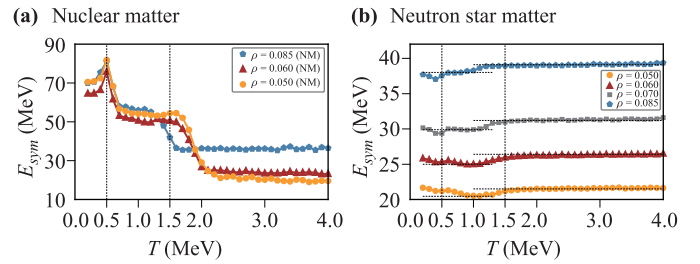 (a) Nuclear matter
90
70
50
30
10
E_sym (MeV)
ρ = 0.085 (NM)
ρ = 0.060 (NM)
ρ = 0.050 (NM)
0.0 0.5 1.0 1.5 2.0 3.0 4.0
T (MeV)
(b) Neutron star matter
40
35
30
25
20
E_sym (MeV)
ρ = 0.050
ρ = 0.060
ρ = 0.070
ρ = 0.085
0.0 0.5 1.0 1.5 3.0 4.0
T (MeV)